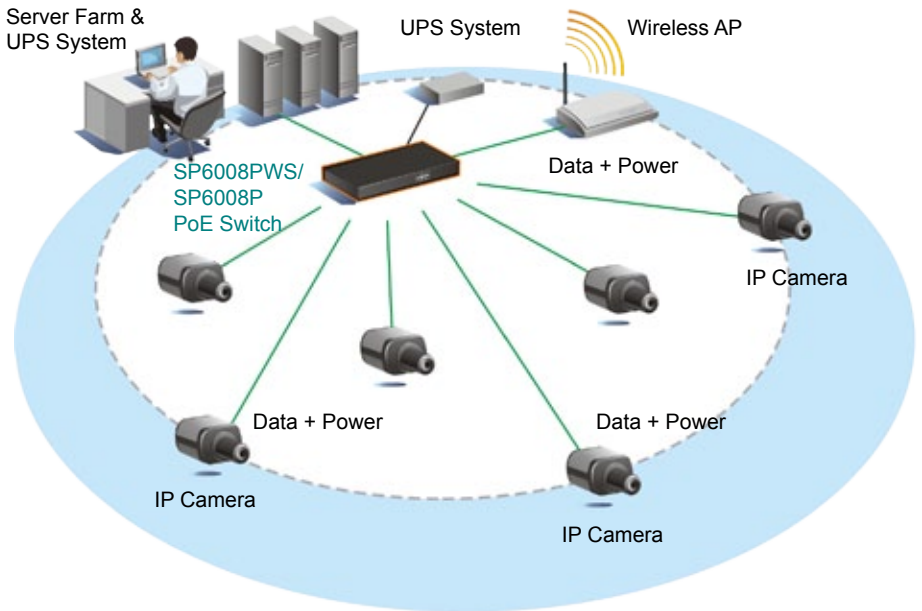 Server Farm &
UPS System
UPS System
Wireless AP
SP6008PWS/
SP6008P
PoE Switch
Data + Power
IP Camera
Data + Power
Data + Power
IP Camera
IP Camera